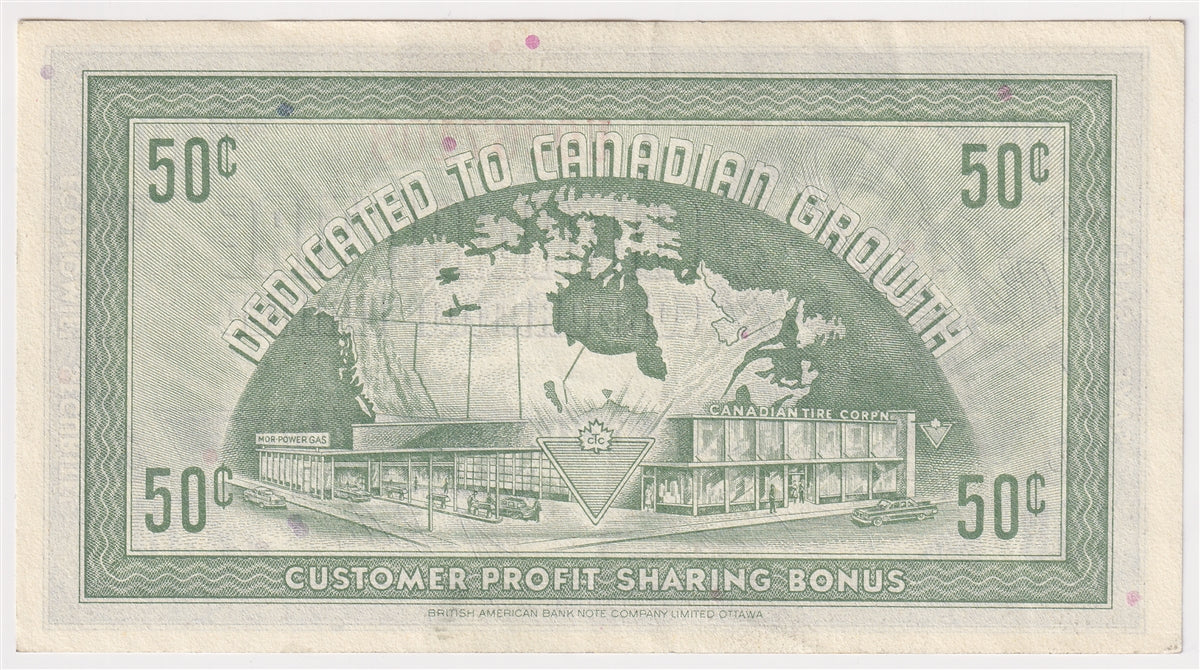 50¢
50¢
DEDICATED TO CANADIAN GROWTH
CANADIAN TIRE CORP'N.
MOR-POWER GAS
CTC
50¢
50¢
CUSTOMER PROFIT SHARING BONUS
BRITISH AMERICAN BANK NOTE COMPANY LIMITED OTTAWA